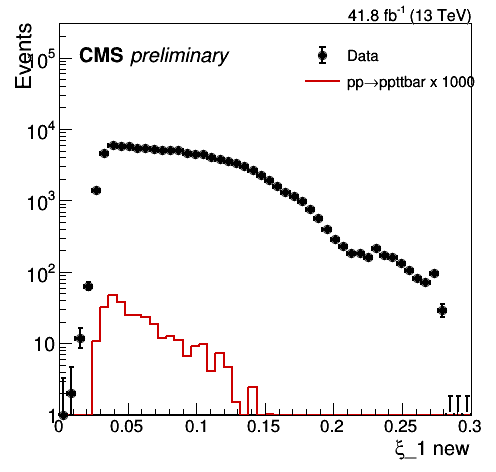 41.8 fb⁻¹ (13 TeV)
Events
CMS preliminary
Data
pp→ppttbar x 1000
10⁵
10⁴
10³
10²
10
1
0 0.05 0.1 0.15 0.2 0.25 0.3
ξ_1 new